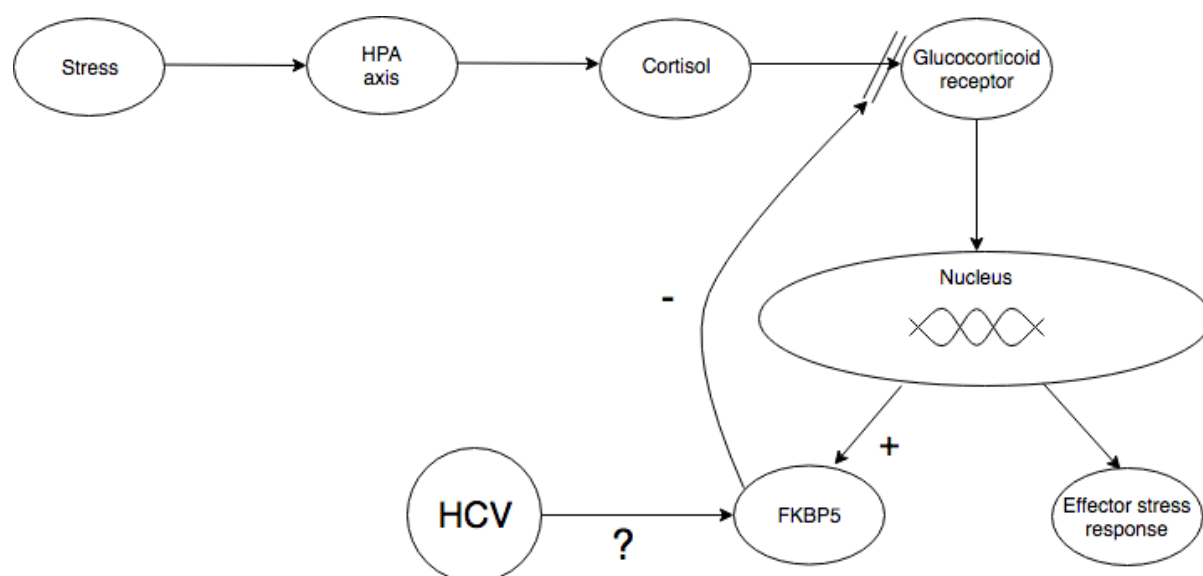 Stress
HPA
axis
Cortisol
Glucocorticoid
receptor
Nucleus
-
+
HCV
?
FKBP5
Effector stress
response